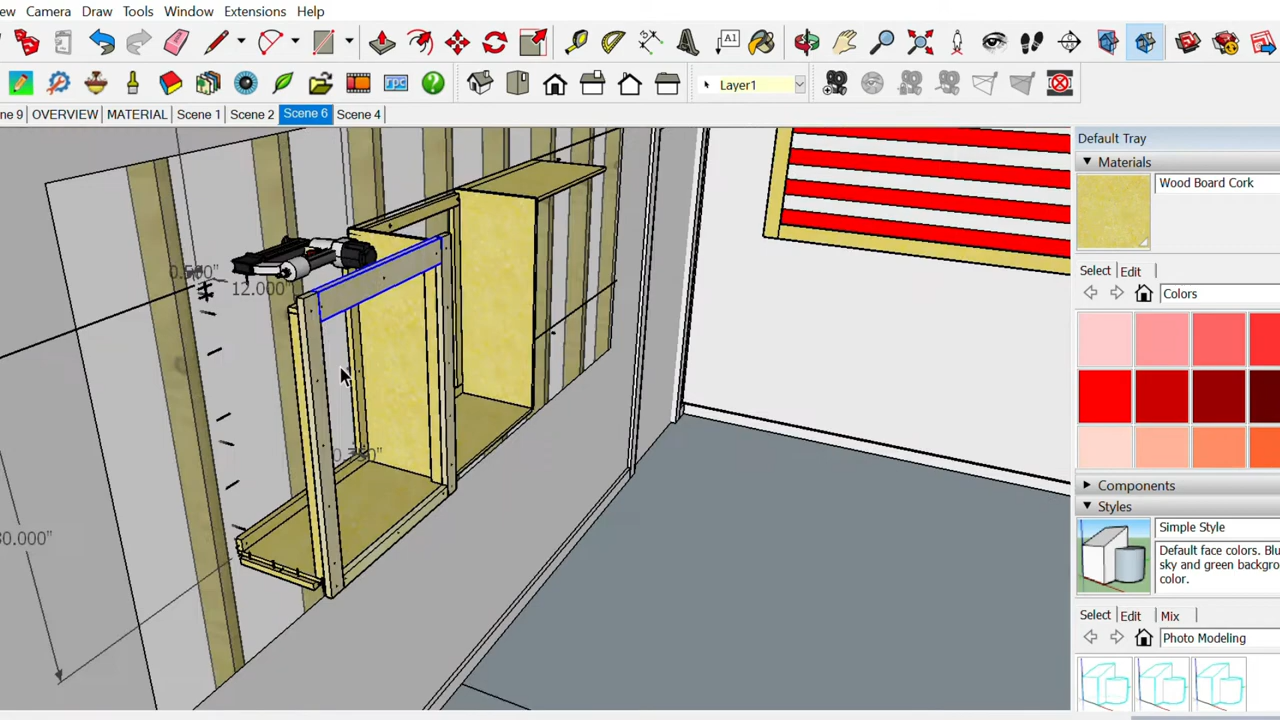 ew Camera Draw Tools Window Extensions Help
A1
Layer1
rpc
ne 9 OVERVIEW MATERIAL Scene 1 Scene 2 Scene 6 Scene 4
Default Tray
Materials
Wood Board Cork
12.000"
Select Edit
Colors
30.000"
Components
Styles
Simple Style
Default face colors. Blu
sky and green backgro
color.
Select Edit Mix
Photo Modeling